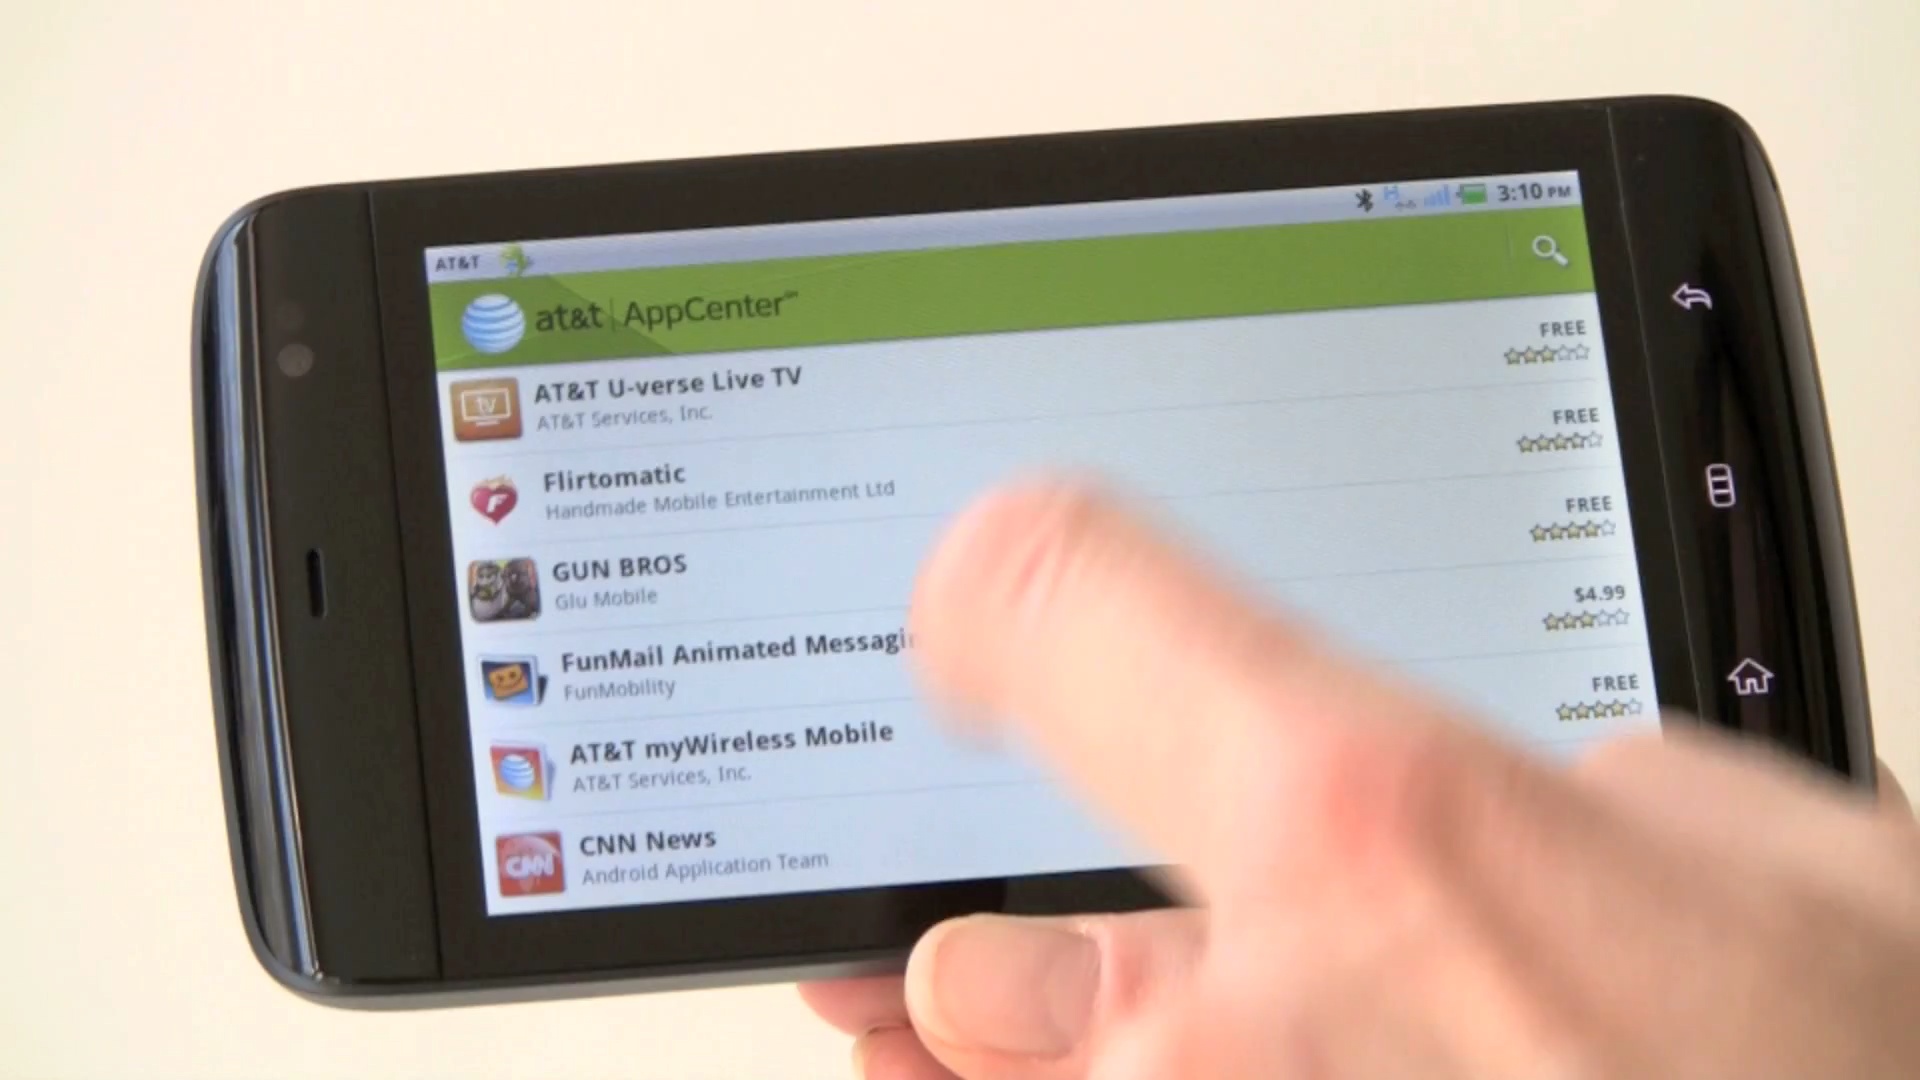 AT&T
3:10 PM
at&t | AppCenter
AT&T U-verse Live TV
AT&T Services, Inc.
FREE
Flirtomatic
Handmade Mobile Entertainment Ltd
FREE
GUN BROS
Glu Mobile
FREE
FunMail Animated
FunMobility
$4.99
AT&T myWireless Mobile
AT&T Services, Inc.
FREE
CNN News
Android Application Team
TV
F
CNN
H